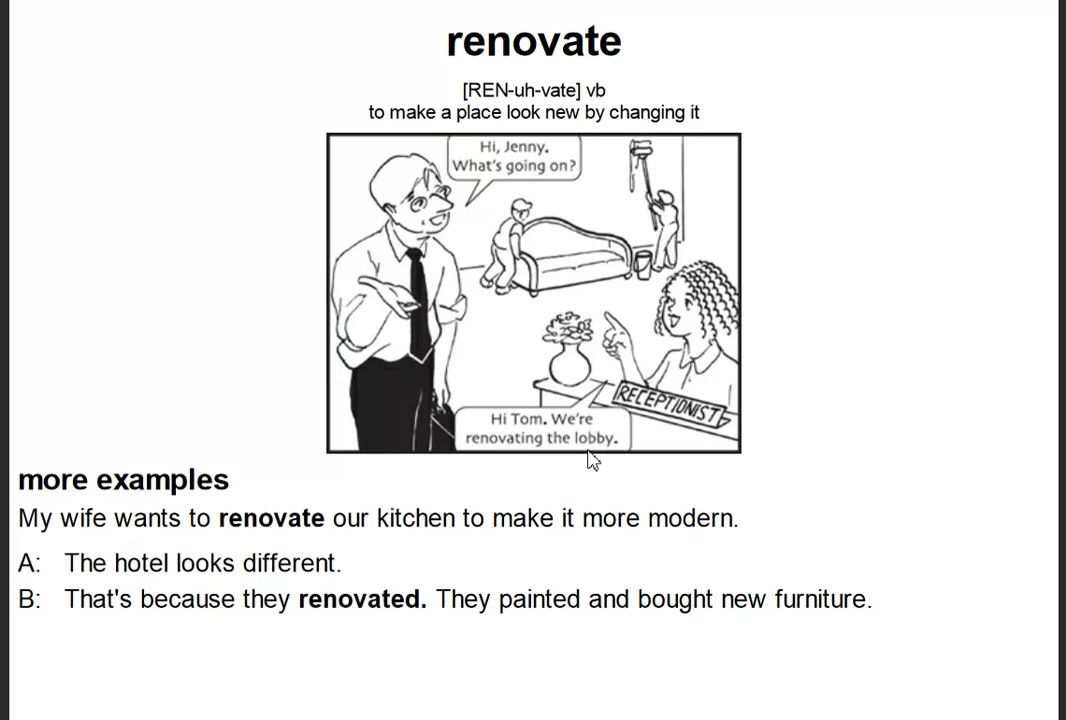 renovate
[REN-uh-vate] vb
to make a place look new by changing it
Hi, Jenny.
What's going on?
RECEPTIONIST
Hi Tom. We're
renovating the lobby.
more examples
My wife wants to renovate our kitchen to make it more modern.
A: The hotel looks different.
B: That's because they renovated. They painted and bought new furniture.